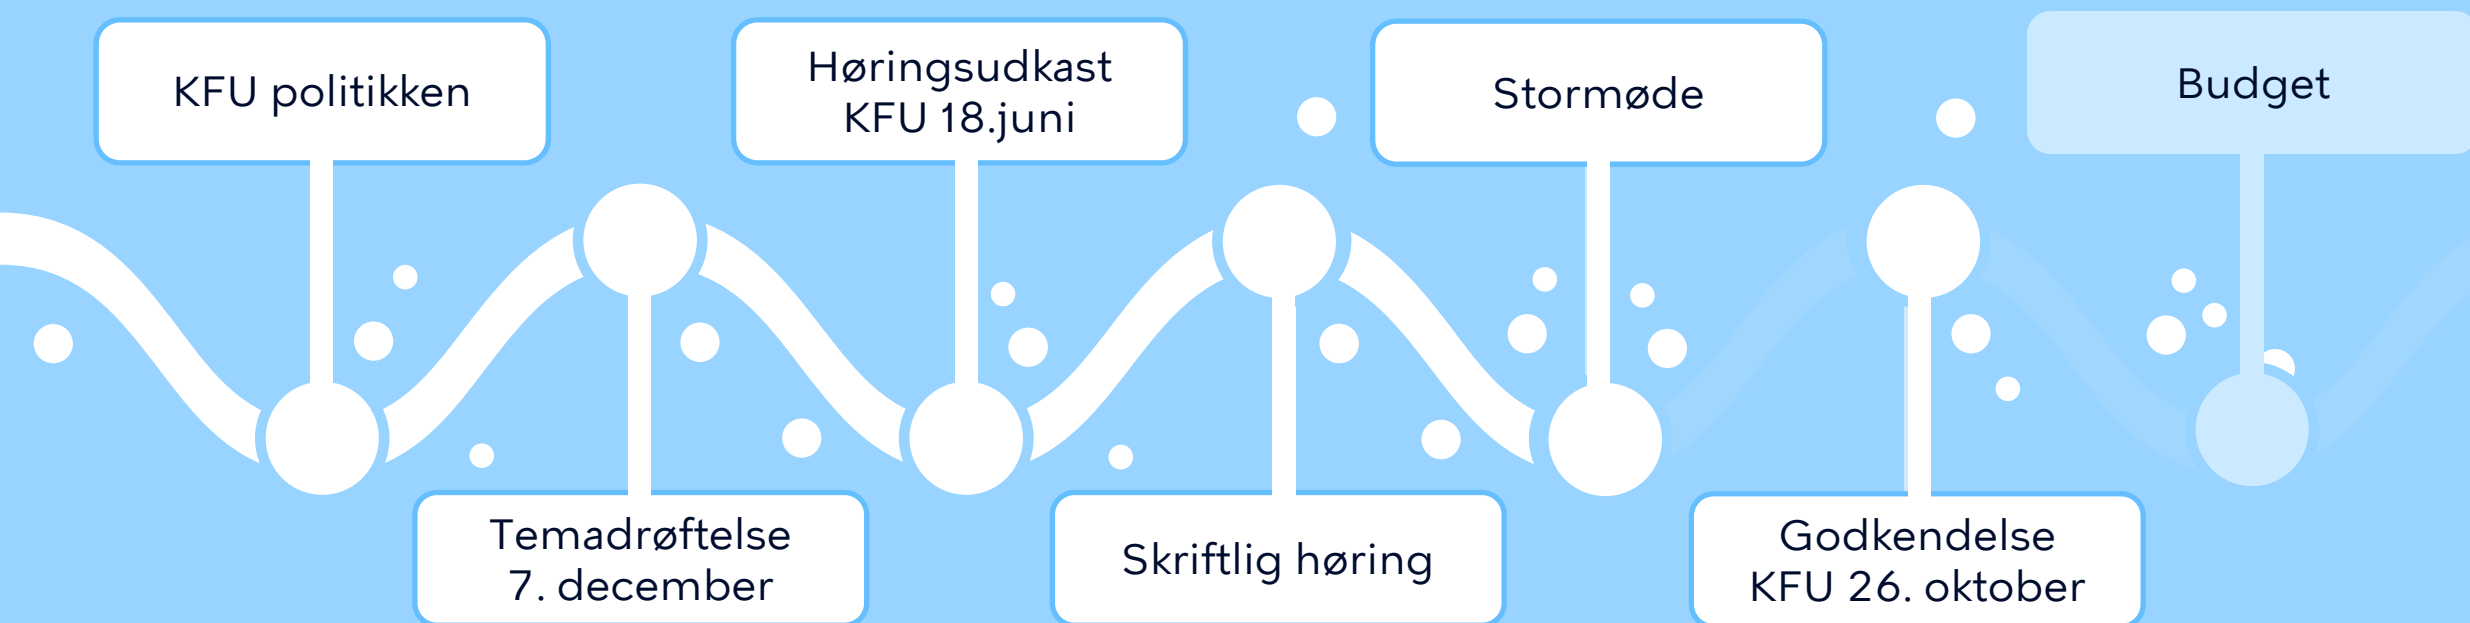 KFU politikken
Temadrøftelse
7. december
Høringsudkast
KFU 18.juni
Skriftlig høring
Stormøde
Godkendelse
KFU 26. oktober
Budget